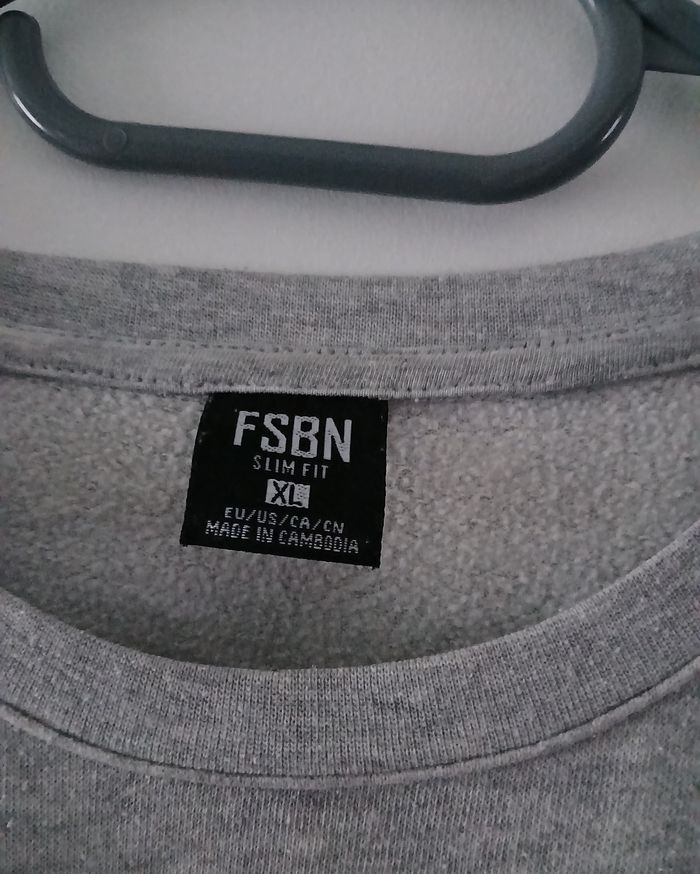 FSBN
SLIM FIT
XL
EU/US/CA/CN
MADE IN CAMBODIA